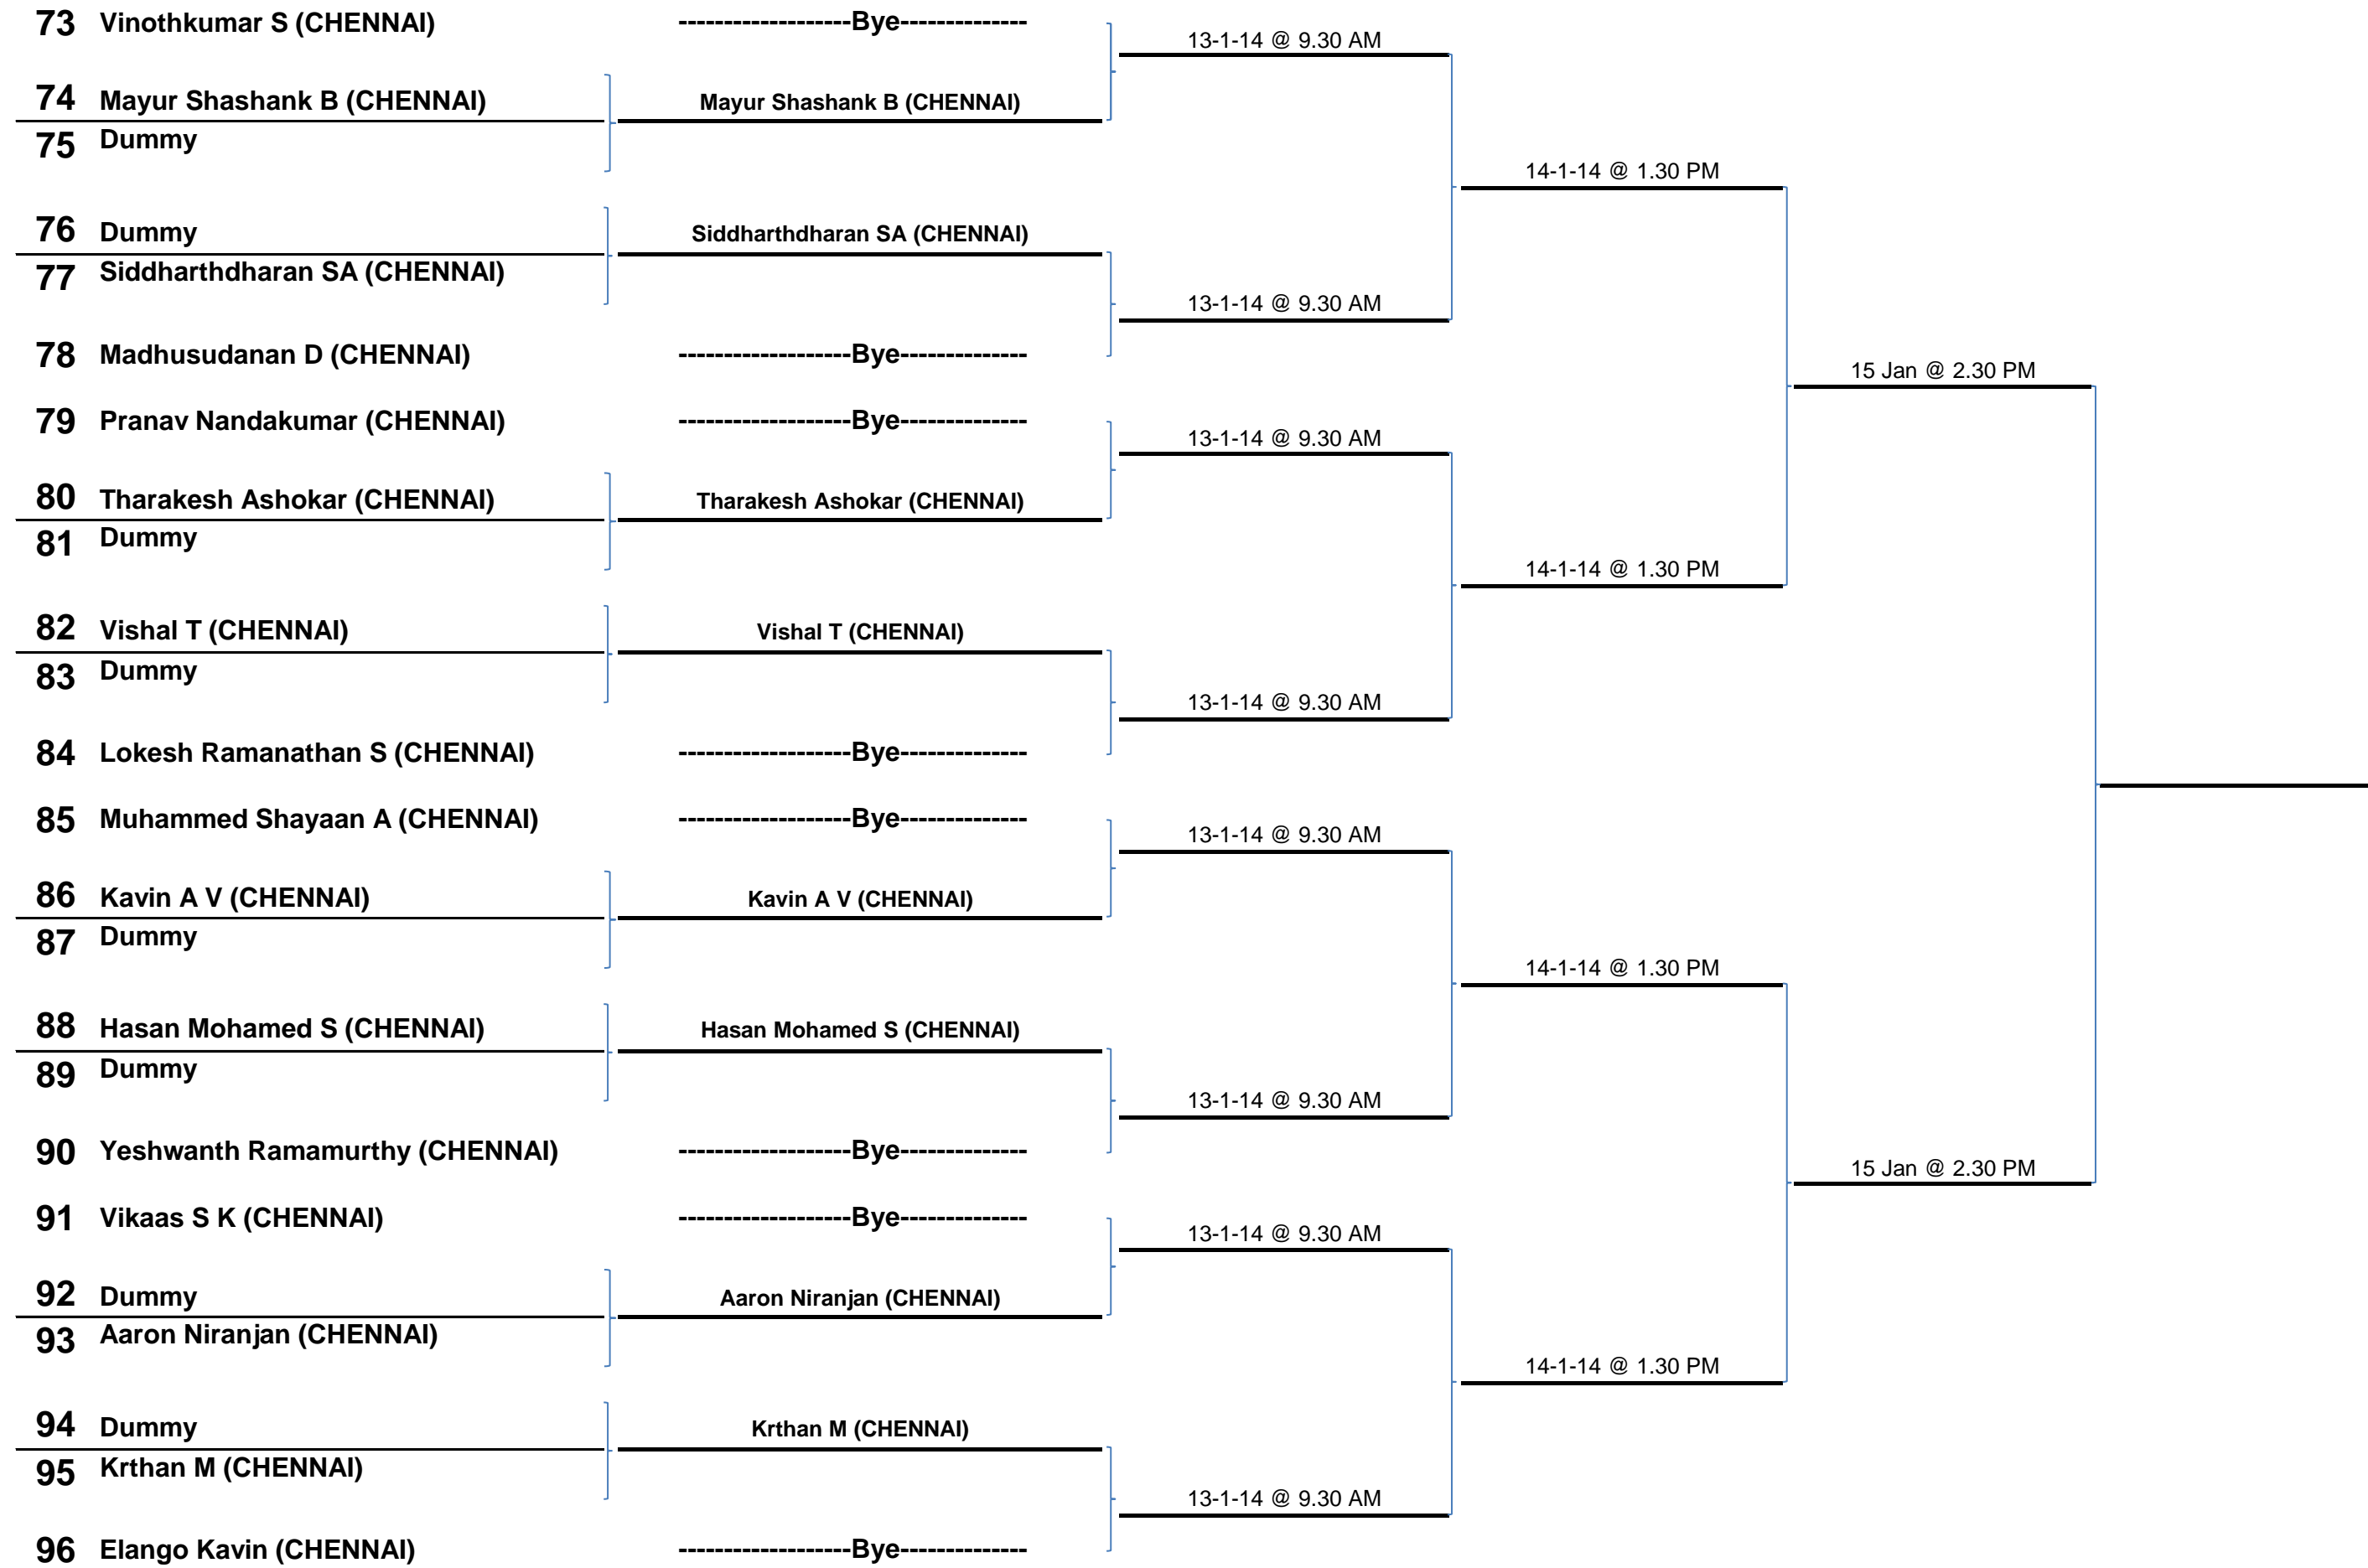 73 Vinothkumar S (CHENNAI) -------------------Bye--------------
13-1-14 @ 9.30 AM
74 Mayur Shashank B (CHENNAI) Mayur Shashank B (CHENNAI)
75 Dummy
14-1-14 @ 1.30 PM
76 Dummy Siddharthdharan SA (CHENNAI)
77 Siddharthdharan SA (CHENNAI)
13-1-14 @ 9.30 AM
78 Madhusudanan D (CHENNAI) -------------------Bye--------------
15 Jan @ 2.30 PM
79 Pranav Nandakumar (CHENNAI) -------------------Bye--------------
13-1-14 @ 9.30 AM
80 Tharakesh Ashokar (CHENNAI) Tharakesh Ashokar (CHENNAI)
81 Dummy
14-1-14 @ 1.30 PM
82 Vishal T (CHENNAI) Vishal T (CHENNAI)
83 Dummy
13-1-14 @ 9.30 AM
84 Lokesh Ramanathan S (CHENNAI) -------------------Bye--------------
85 Muhammed Shayaan A (CHENNAI) -------------------Bye--------------
13-1-14 @ 9.30 AM
86 Kavin A V (CHENNAI) Kavin A V (CHENNAI)
87 Dummy
14-1-14 @ 1.30 PM
88 Hasan Mohamed S (CHENNAI) Hasan Mohamed S (CHENNAI)
89 Dummy
13-1-14 @ 9.30 AM
90 Yeshwanth Ramamurthy (CHENNAI) -------------------Bye--------------
15 Jan @ 2.30 PM
91 Vikaas S K (CHENNAI) -------------------Bye--------------
13-1-14 @ 9.30 AM
92 Dummy Aaron Niranjan (CHENNAI)
93 Aaron Niranjan (CHENNAI)
14-1-14 @ 1.30 PM
94 Dummy Krthan M (CHENNAI)
95 Krthan M (CHENNAI)
13-1-14 @ 9.30 AM
96 Elango Kavin (CHENNAI) -------------------Bye--------------